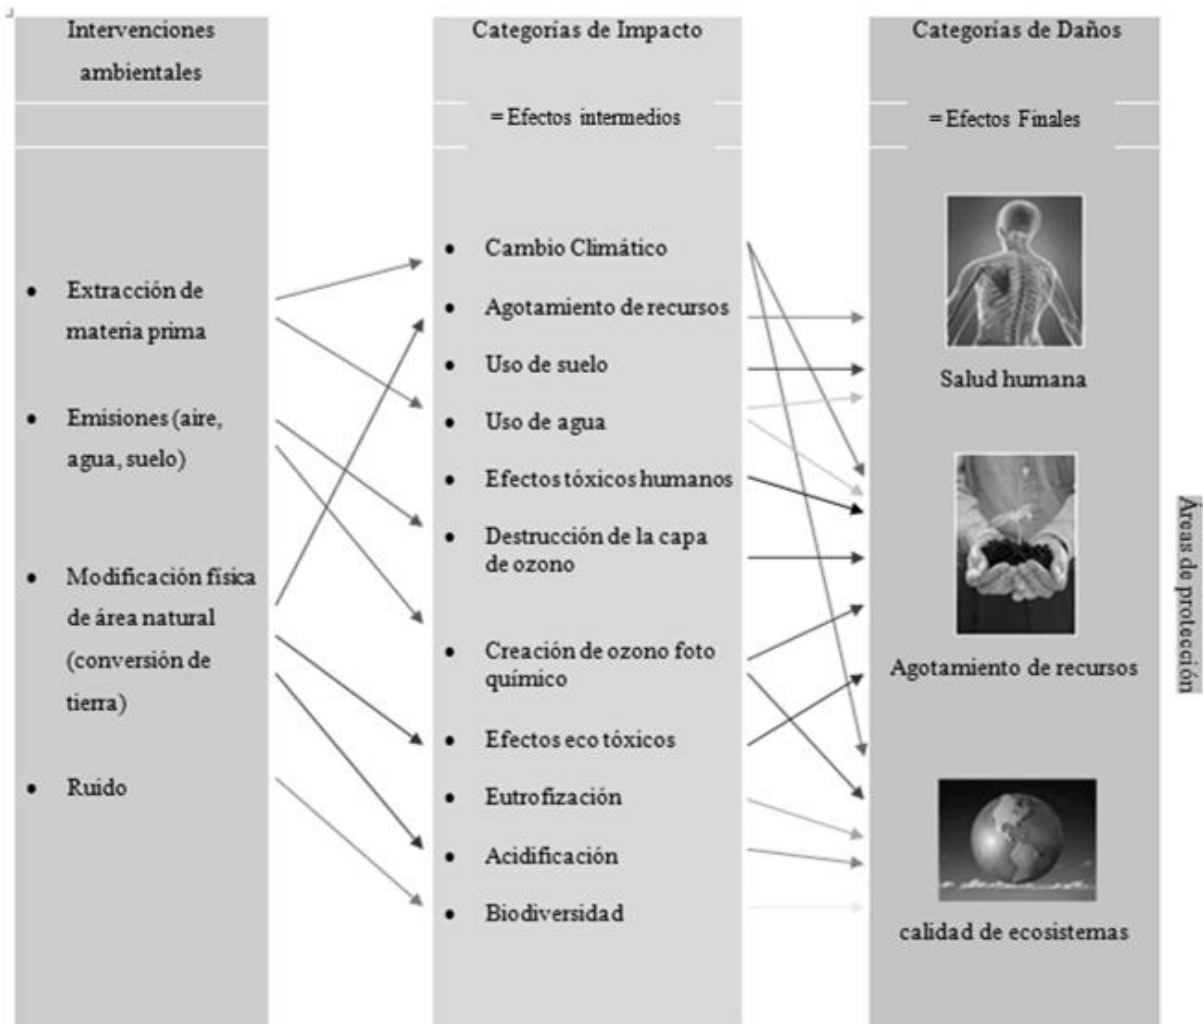 Intervenciones
ambientales
• Extracción de
materia prima
• Emisiones (aire,
agua, suelo)
• Modificación física
de área natural
(conversión de
tierra)
• Ruido
Categorías de Impacto
= Efectos intermedios
• Cambio Climático
• Agotamiento de recursos
• Uso de suelo
• Uso de agua
• Efectos tóxicos humanos
• Destrucción de la capa
de ozono
• Creación de ozono foto
químico
• Efectos eco tóxicos
• Eutrofización
• Acidificación
• Biodiversidad
Categorías de Daños
= Efectos Finales
Salud humana
Agotamiento de recursos
calidad de ecosistemas
Áreas de protección